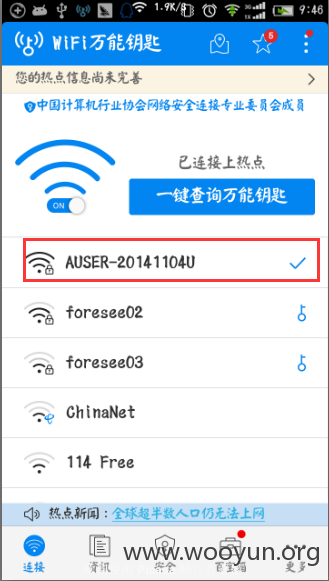 1.9K/s 9:46
WiFi万能钥匙
5
您的热点信息尚未完善
中国计算机行业协会网络安全连接专业委员会成员
已连接上热点
ON
一键查询万能钥匙
AUSER-20141104U
foresee02
foresee03
ChinaNet
114 Free
热点新闻：全球超半数人口仍无法上网
连接 资讯 安全 百宝箱 更多
www.wooyun.org